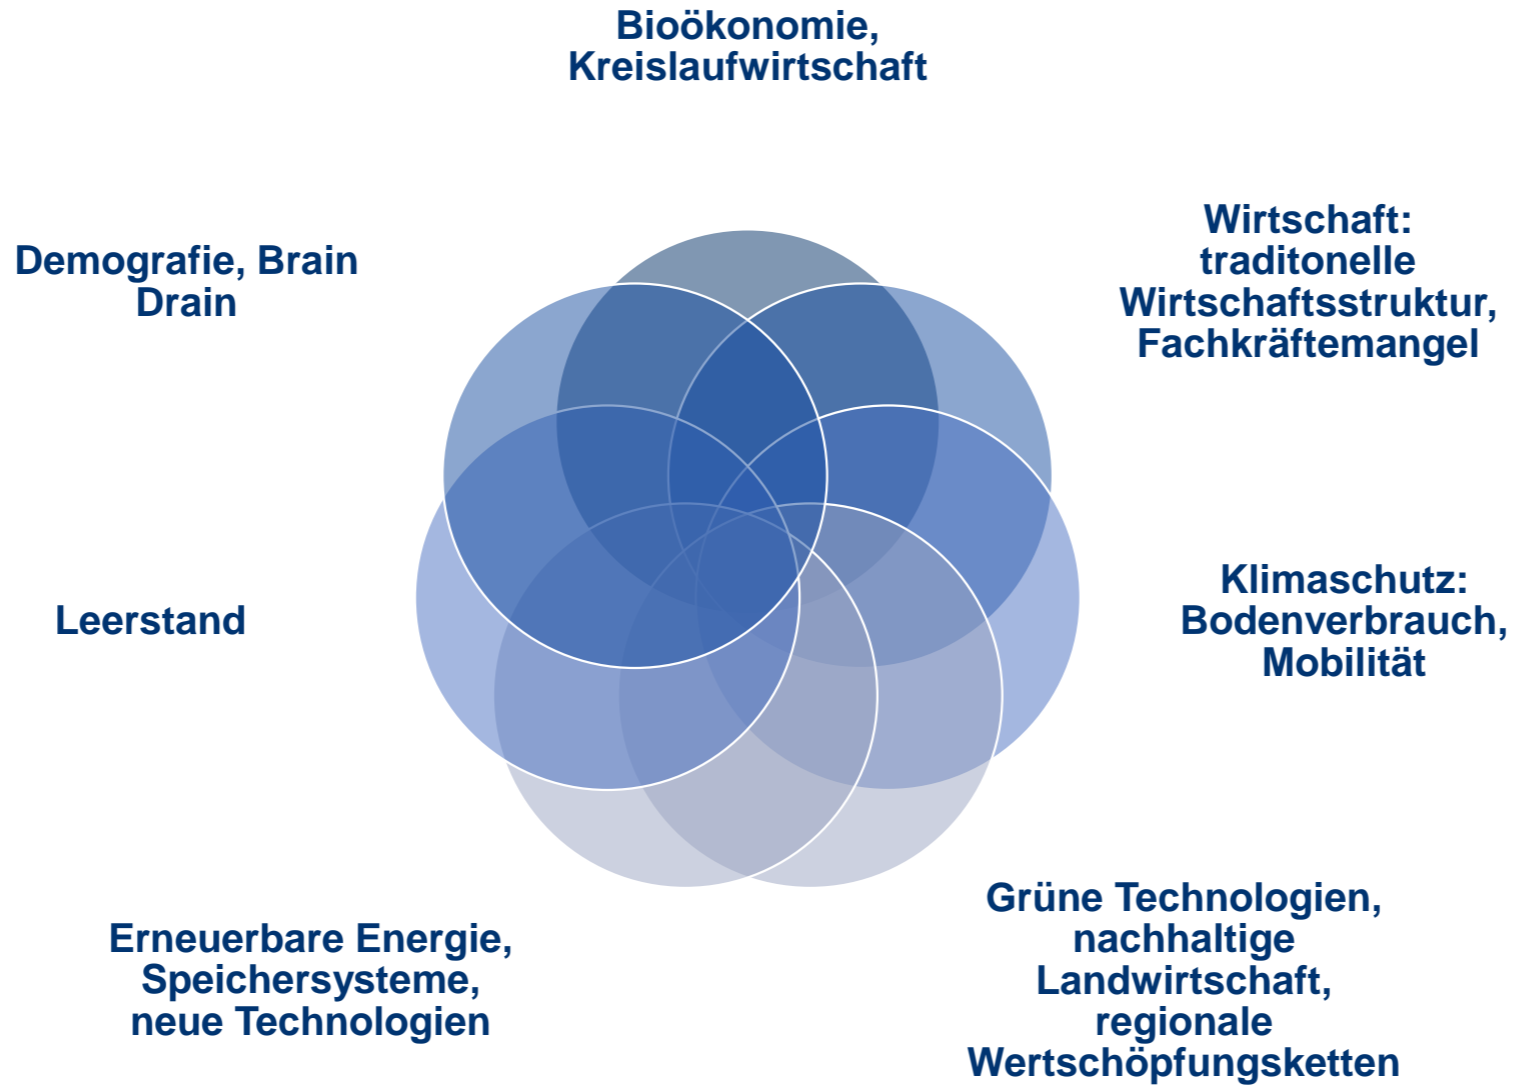 Bioökonomie,
Kreislaufwirtschaft
Wirtschaft:
traditonelle
Wirtschaftsstruktur,
Fachkräftemangel
Klimaschutz:
Bodenverbrauch,
Mobilität
Grüne Technologien,
nachhaltige
Landwirtschaft,
regionale
Wertschöpfungsketten
Erneuerbare Energie,
Speichersysteme,
neue Technologien
Leerstand
Demografie, Brain
Drain